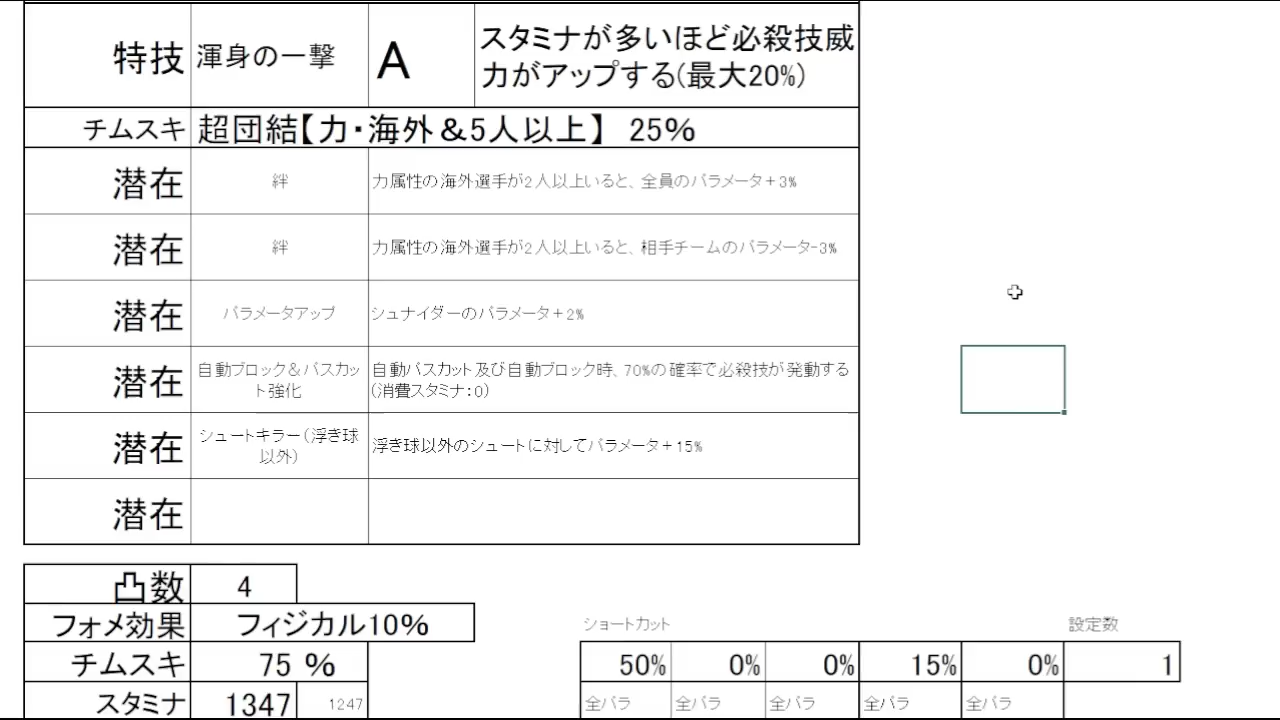 特技 渾身の一撃 A スタミナが多いほど必殺技威
力がアップする(最大20%)
チムスキ 超団結【力・海外＆5人以上】 25%
潜在 絆 力属性の海外選手が2人以上いると、全員のパラメータ＋3%
潜在 絆 力属性の海外選手が2人以上いると、相手チームのパラメータ-3%
潜在 パラメータアップ シュナイダーのパラメータ＋2%
潜在 自動ブロック＆パスカッ
ト強化 自動パスカット及び自動ブロック時、70%の確率で必殺技が発動する
(消費スタミナ：0)
潜在 シュートキラー（浮き球
以外） 浮き球以外のシュートに対してパラメータ＋15%
潜在
凸数 4
フォメ効果 フィジカル10% ショートカット 設定数
チムスキ 75 % 50% 0% 0% 15% 0% 1
スタミナ 1347 1247 全パラ 全パラ 全パラ 全パラ 全パラ